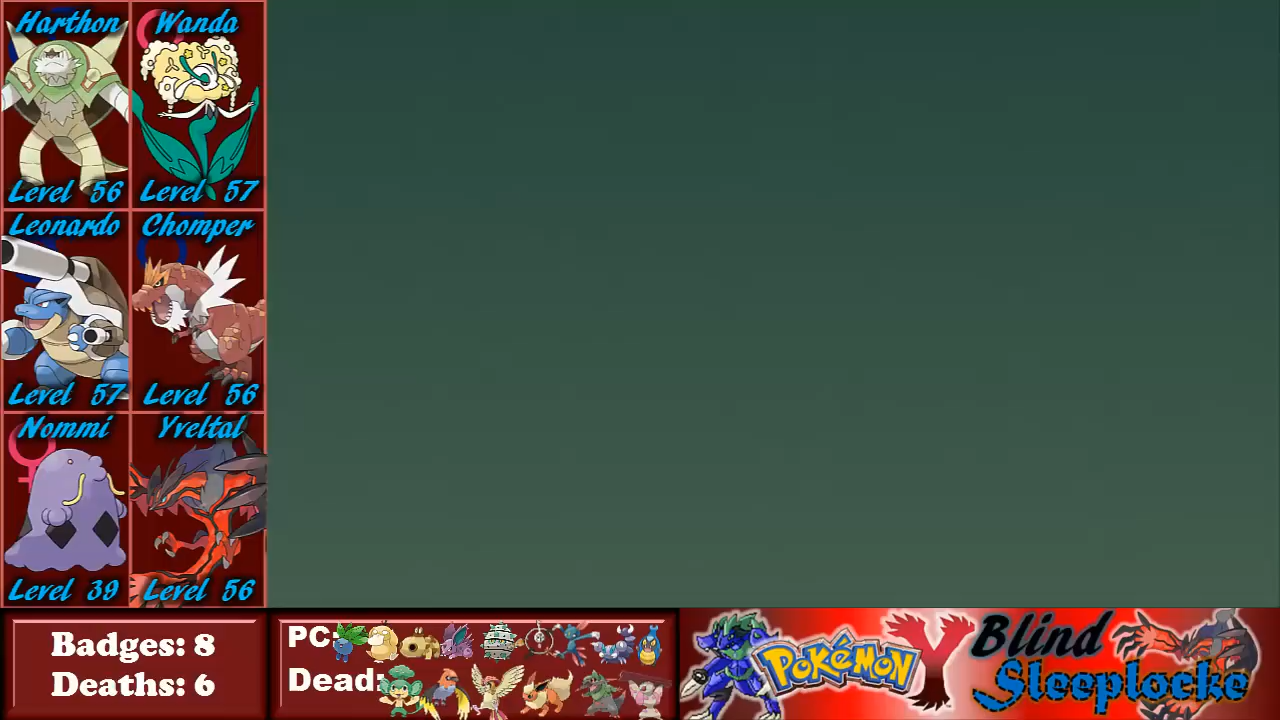 Harthon Wanda
Level 56 Level 57
Leonardo Chomper
Level 57 Level 56
Nommi Yveltal
Level 39 Level 56
Badges: 8
Deaths: 6
PC:
Dead:
POKÉMON Y Blind
Sleeplocke